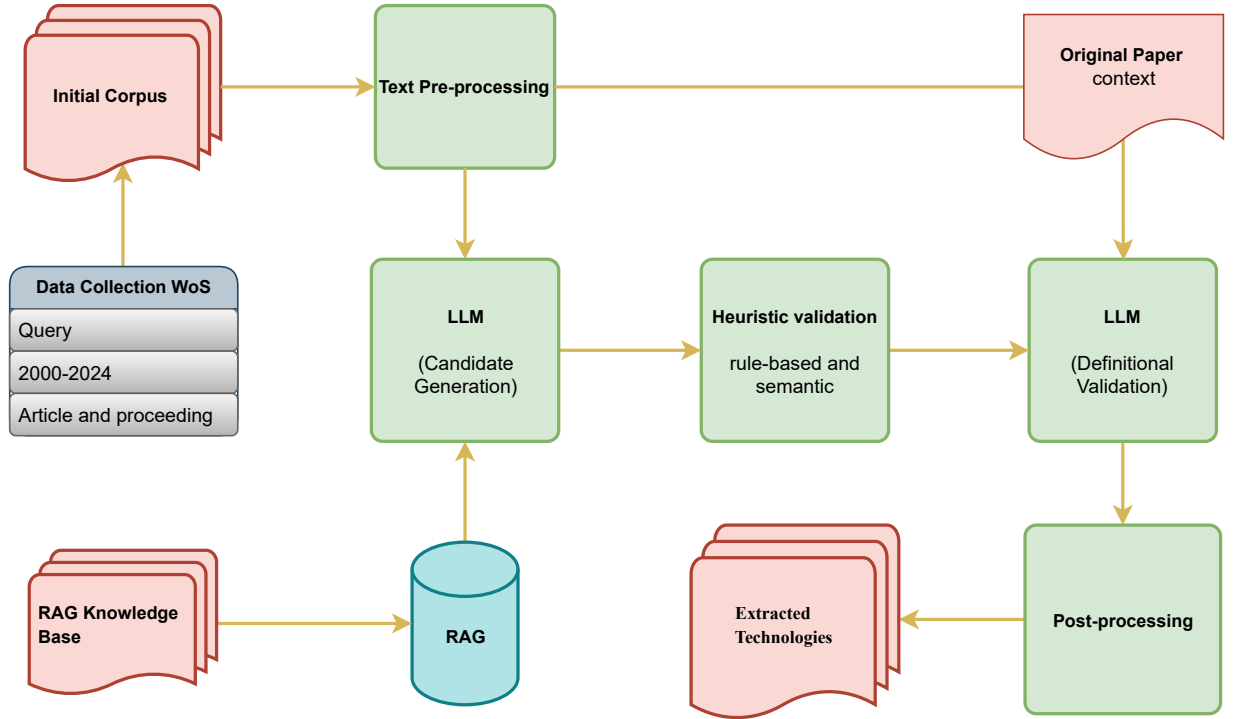 Initial Corpus
Text Pre-processing
Original Paper
context
Data Collection WoS
Query
2000-2024
Article and proceeding
LLM
(Candidate
Generation)
Heuristic validation
rule-based and
semantic
LLM
(Definitional
Validation)
RAG Knowledge
Base
RAG
Extracted
Technologies
Post-processing